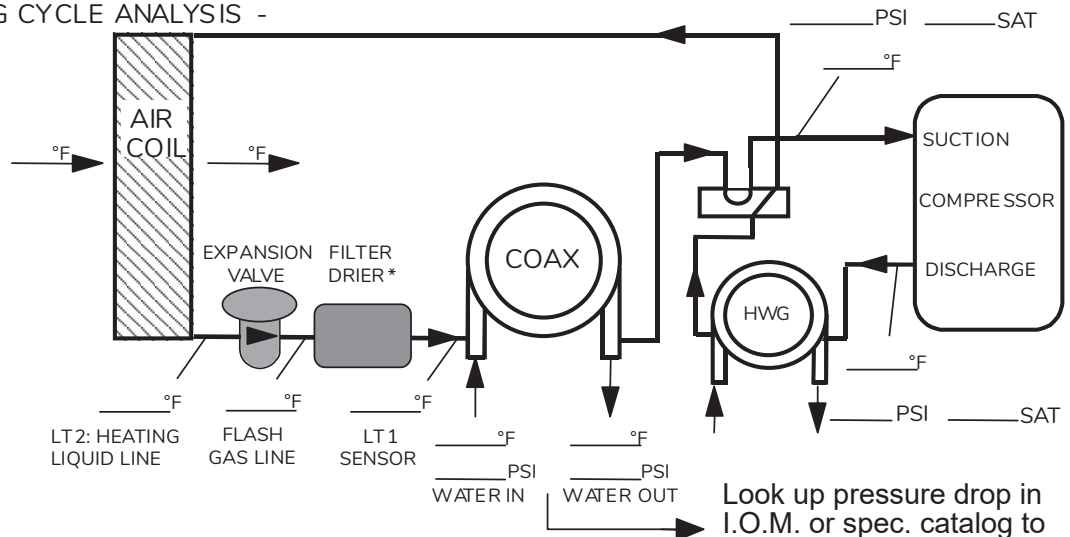 G CYCLE ANALYSIS -
PSI SAT
°F
AIR
COIL
°F
°F
SUCTION
COMPRESSOR
DISCHARGE
EXPANSION
VALVE
FILTER
DRIER*
COAX
HWG
°F
°F
°F
°F
LT2: HEATING
LIQUID LINE
FLASH
GAS LINE
LT1
SENSOR
°F
°F
PSI
PSI
WATER IN
WATER OUT
PSI SAT
Look up pressure drop in
I.O.M. or spec. catalog to